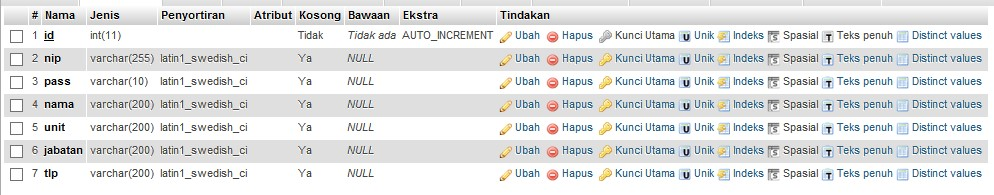 # Nama Jenis Penyortiran Atribut Kosong Bawaan Ekstra Tindakan
1 id int(11) Tidak Tidak ada AUTO_INCREMENT Ubah Hapus Kunci Utama Unik Indeks Spasial Teks penuh Distinct values
2 nip varchar(255) latin1_swedish_ci Ya NULL Ubah Hapus Kunci Utama Unik Indeks Spasial Teks penuh Distinct values
3 pass varchar(10) latin1_swedish_ci Ya NULL Ubah Hapus Kunci Utama Unik Indeks Spasial Teks penuh Distinct values
4 nama varchar(200) latin1_swedish_ci Ya NULL Ubah Hapus Kunci Utama Unik Indeks Spasial Teks penuh Distinct values
5 unit varchar(200) latin1_swedish_ci Ya NULL Ubah Hapus Kunci Utama Unik Indeks Spasial Teks penuh Distinct values
6 jabatan varchar(200) latin1_swedish_ci Ya NULL Ubah Hapus Kunci Utama Unik Indeks Spasial Teks penuh Distinct values
7 tlp varchar(200) latin1_swedish_ci Ya NULL Ubah Hapus Kunci Utama Unik Indeks Spasial Teks penuh Distinct values